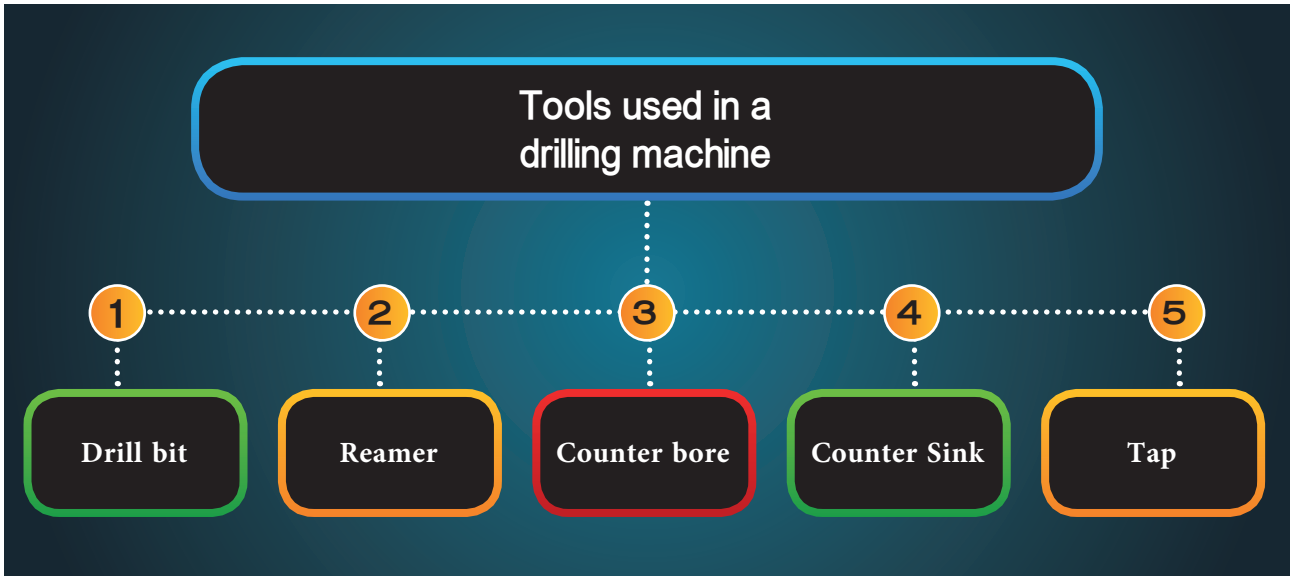 Tools used in a
drilling machine
1
2
3
4
5
Drill bit
Reamer
Counter bore
Counter Sink
Tap